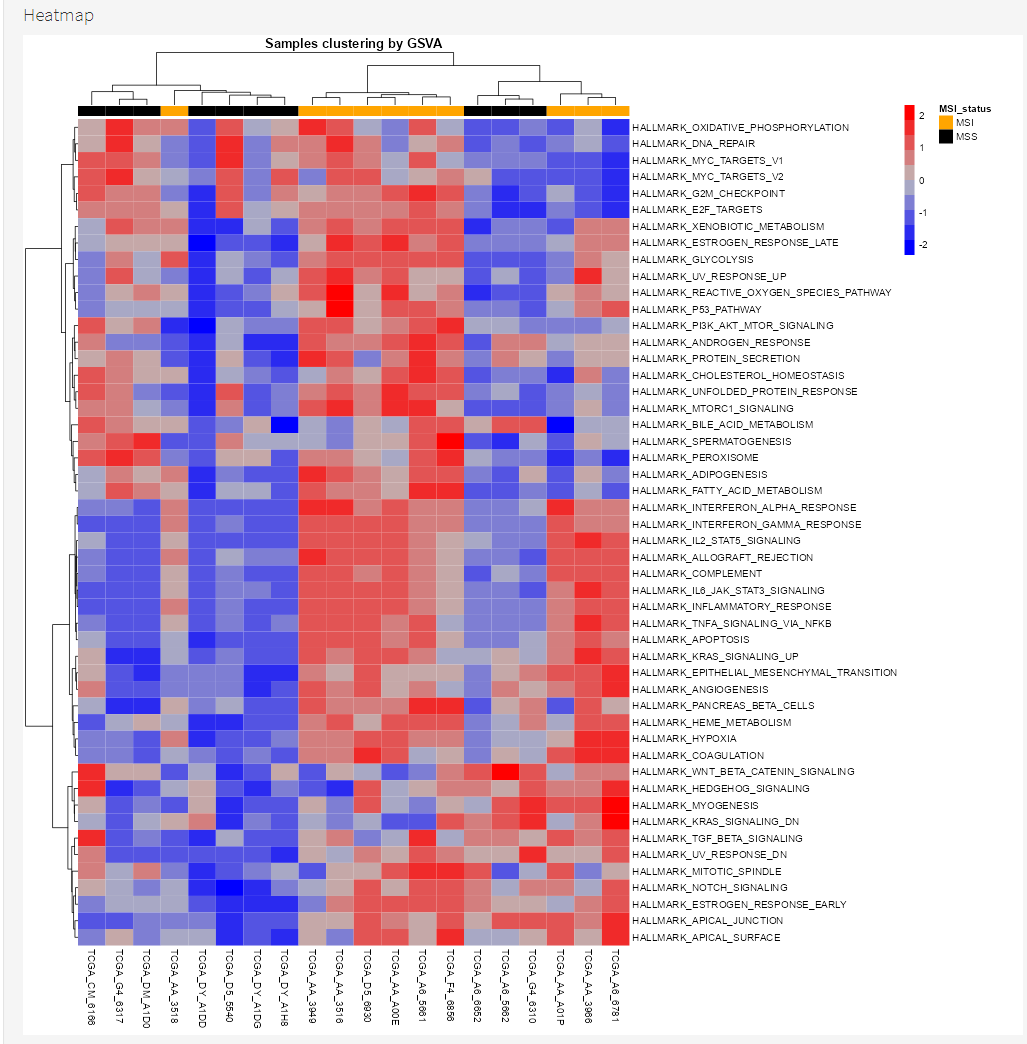 Heatmap
Samples clustering by GSVA
MSI_status
MSI
MSS
2
1
0
-1
-2
HALLMARK_OXIDATIVE_PHOSPHORYLATION
HALLMARK_DNA_REPAIR
HALLMARK_MYC_TARGETS_V1
HALLMARK_MYC_TARGETS_V2
HALLMARK_G2M_CHECKPOINT
HALLMARK_E2F_TARGETS
HALLMARK_XENOBIOTIC_METABOLISM
HALLMARK_ESTROGEN_RESPONSE_LATE
HALLMARK_GLYCOLYSIS
HALLMARK_UV_RESPONSE_UP
HALLMARK_REACTIVE_OXYGEN_SPECIES_PATHWAY
HALLMARK_P53_PATHWAY
HALLMARK_PI3K_AKT_MTOR_SIGNALING
HALLMARK_ANDROGEN_RESPONSE
HALLMARK_PROTEIN_SECRETION
HALLMARK_CHOLESTEROL_HOMEOSTASIS
HALLMARK_UNFOLDED_PROTEIN_RESPONSE
HALLMARK_MTORC1_SIGNALING
HALLMARK_BILE_ACID_METABOLISM
HALLMARK_SPERMATOGENESIS
HALLMARK_PEROXISOME
HALLMARK_ADIPOGENESIS
HALLMARK_FATTY_ACID_METABOLISM
HALLMARK_INTERFERON_ALPHA_RESPONSE
HALLMARK_INTERFERON_GAMMA_RESPONSE
HALLMARK_IL2_STAT5_SIGNALING
HALLMARK_ALLOGRAFT_REJECTION
HALLMARK_COMPLEMENT
HALLMARK_IL6_JAK_STAT3_SIGNALING
HALLMARK_INFLAMMATORY_RESPONSE
HALLMARK_TNFA_SIGNALING_VIA_NFKB
HALLMARK_APOPTOSIS
HALLMARK_KRAS_SIGNALING_UP
HALLMARK_EPITHELIAL_MESENCHYMAL_TRANSITION
HALLMARK_ANGIOGENESIS
HALLMARK_PANCREAS_BETA_CELLS
HALLMARK_HEME_METABOLISM
HALLMARK_HYPOXIA
HALLMARK_COAGULATION
HALLMARK_WNT_BETA_CATENIN_SIGNALING
HALLMARK_HEDGEHOG_SIGNALING
HALLMARK_MYOGENESIS
HALLMARK_KRAS_SIGNALING_DN
HALLMARK_TGF_BETA_SIGNALING
HALLMARK_UV_RESPONSE_DN
HALLMARK_MITOTIC_SPINDLE
HALLMARK_NOTCH_SIGNALING
HALLMARK_ESTROGEN_RESPONSE_EARLY
HALLMARK_APICAL_JUNCTION
HALLMARK_APICAL_SURFACE
TCGA_CM_6166
TCGA_G4_6317
TCGA_DM_A1D0
TCGA_AA_3518
TCGA_DY_A1DD
TCGA_D5_5540
TCGA_DY_A1DG
TCGA_DY_A1H8
TCGA_AA_3949
TCGA_AA_3516
TCGA_D5_6930
TCGA_AA_A00E
TCGA_A6_5661
TCGA_F4_6856
TCGA_A6_6652
TCGA_A6_5662
TCGA_G4_6310
TCGA_AA_A01P
TCGA_AA_3966
TCGA_A6_6781